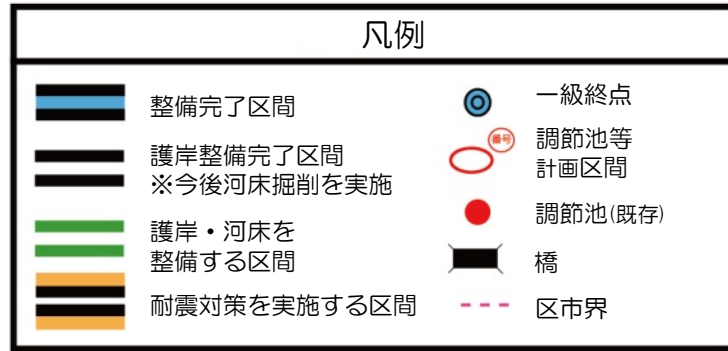 凡例
整備完了区間
護岸整備完了区間
※今後河床掘削を実施
護岸・河床を
整備する区間
耐震対策を実施する区間
一級終点
番号
調節池等
計画区間
調節池(既存)
橋
区市界